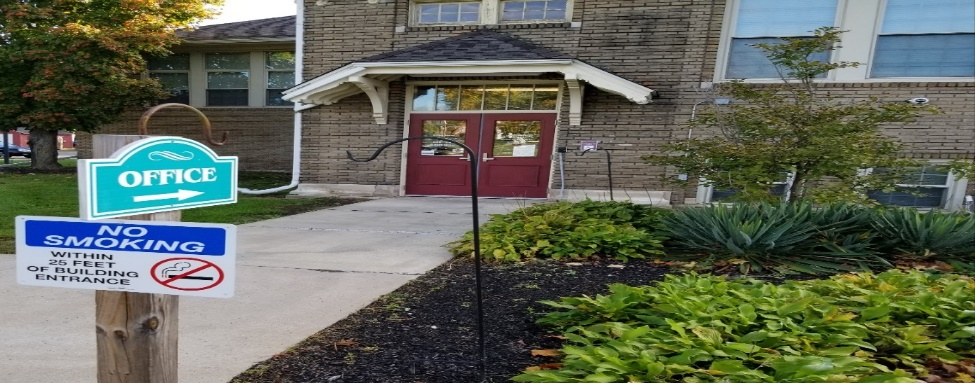 OFFICE
NO
SMOKING
WITHIN
25 FEET
OF BUILDING
ENTRANCE